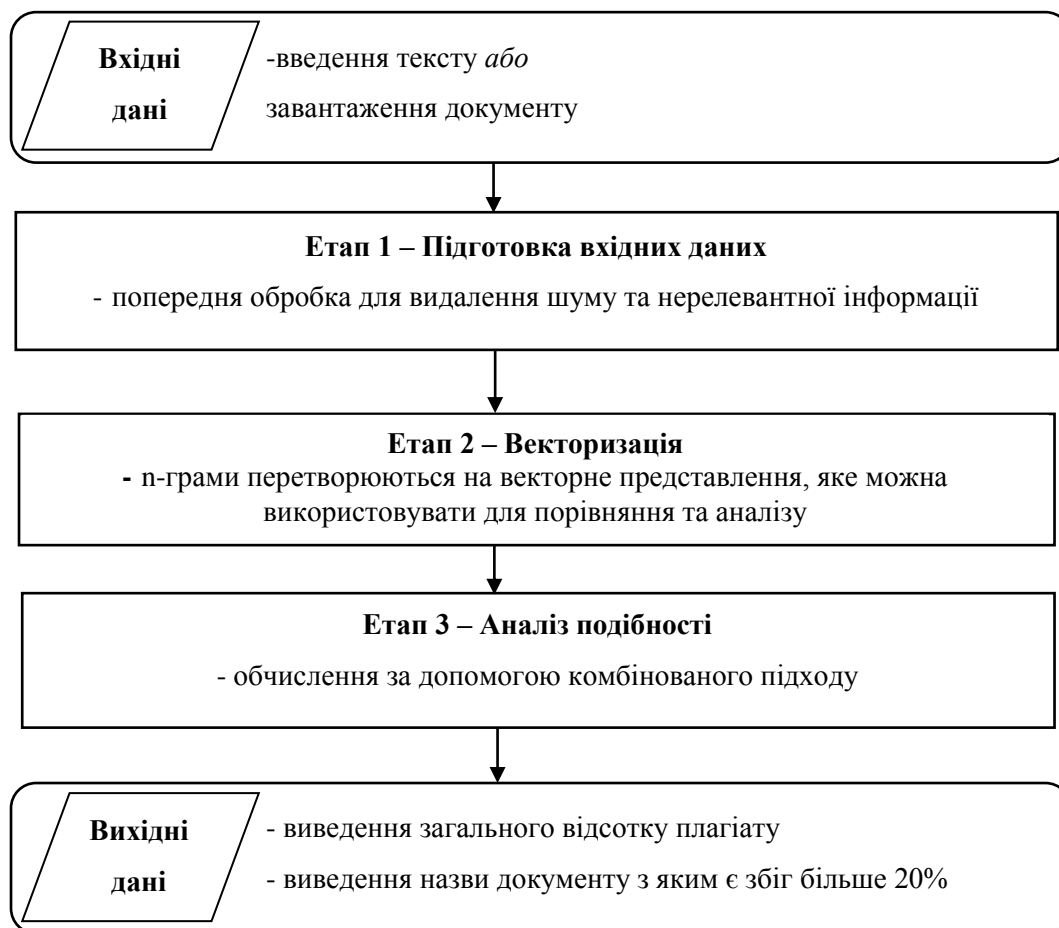 Вхідні
дані
-введення тексту або
завантаження документу
Етап 1 – Підготовка вхідних даних
- попередня обробка для видалення шуму та нерелевантної інформації
Етап 2 – Векторизація
- n-грами перетворюються на векторне представлення, яке можна
використовувати для порівняння та аналізу
Етап 3 – Аналіз подібності
- обчислення за допомогою комбінованого підходу
Вихідні
дані
- виведення загального відсотку плагіату
- виведення назви документу з яким є збіг більше 20%